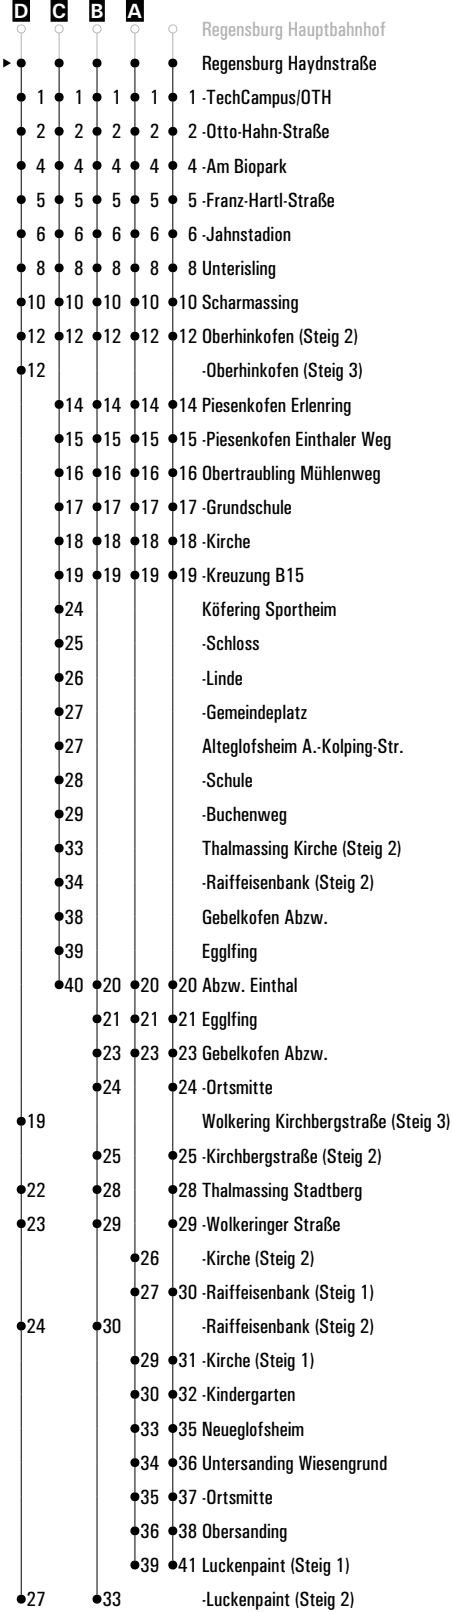 D C B A
Regensburg Hauptbahnhof
Regensburg Haydnstraße
1 1 1 1 1 -TechCampus/OTH
2 2 2 2 2 -Otto-Hahn-Straße
4 4 4 4 4 -Am Biopark
5 5 5 5 5 -Franz-Hartl-Straße
6 6 6 6 6 -Jahnstadion
8 8 8 8 8 Unterisling
10 10 10 10 10 Scharmassing
12 12 12 12 12 Oberhinkofen (Steig 2)
12 -Oberhinkofen (Steig 3)
14 14 14 14 Piesenkofen Erlenring
15 15 15 15 -Piesenkofen Einthaler Weg
16 16 16 16 Obertraubling Mühlenweg
17 17 17 17 -Grundschule
18 18 18 18 -Kirche
19 19 19 19 -Kreuzung B15
24 Köfering Sportheim
25 -Schloss
26 -Linde
27 -Gemeindeplatz
27 Alteglofsheim A.-Kolping-Str.
28 -Schule
29 -Buchenweg
33 Thalmassing Kirche (Steig 2)
34 -Raiffeisenbank (Steig 2)
38 Gebelkofen Abzw.
39 Egglfing
40 20 20 20 Abzw. Einthal
21 21 21 Egglfing
23 23 23 Gebelkofen Abzw.
24 24 -Ortsmitte
19 Wolkering Kirchbergstraße (Steig 3)
25 25 -Kirchbergstraße (Steig 2)
22 28 28 Thalmassing Stadtberg
23 29 29 -Wolkeringer Straße
26 -Kirche (Steig 2)
27 30 -Raiffeisenbank (Steig 1)
24 30 -Raiffeisenbank (Steig 2)
29 31 -Kirche (Steig 1)
30 32 -Kindergarten
33 35 Neueglofsheim
34 36 Untersanding Wiesengrund
35 37 -Ortsmitte
36 38 Obersanding
39 41 Luckenpaint (Steig 1)
27 33 -Luckenpaint (Steig 2)